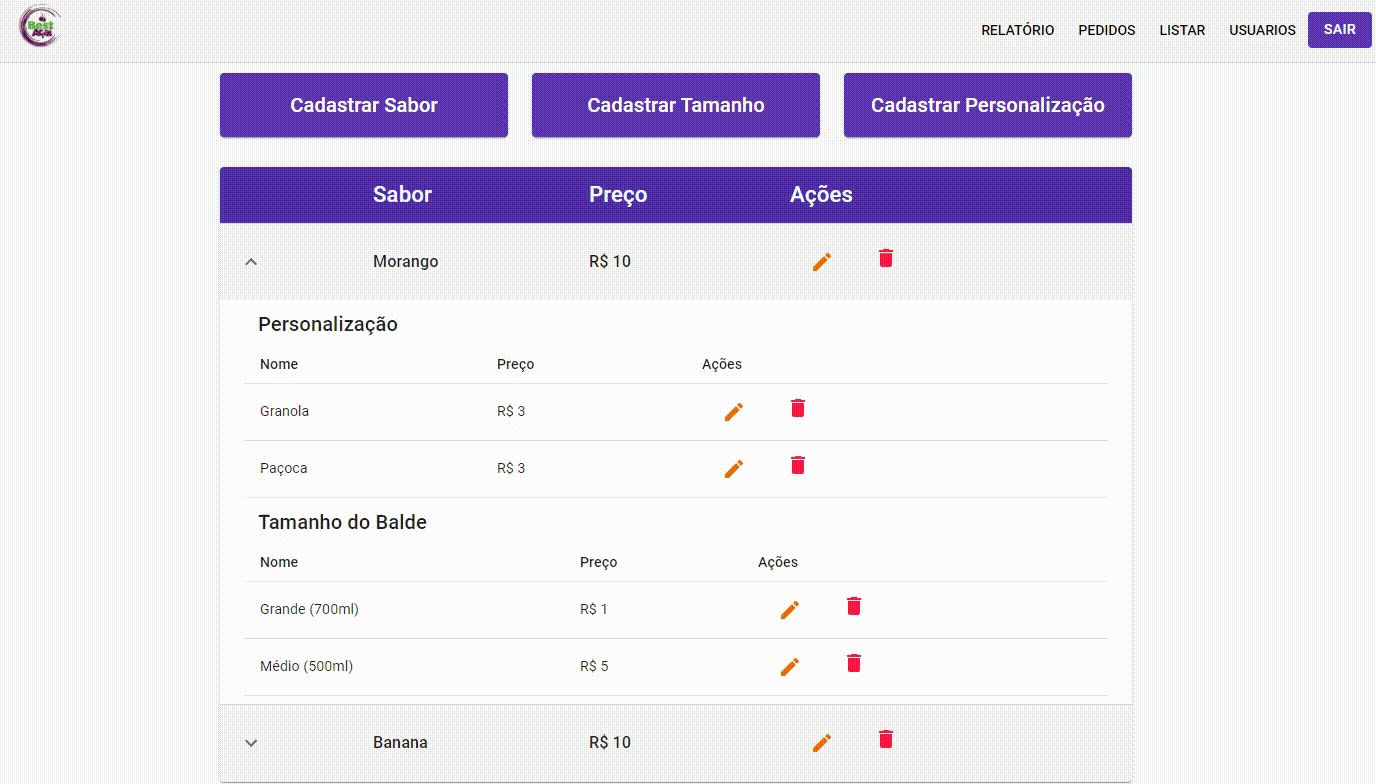 Best
Açaí
RELATÓRIO PEDIDOS LISTAR USUARIOS SAIR
Cadastrar Sabor Cadastrar Tamanho Cadastrar Personalização
Sabor Preço Ações
Morango R$ 10
Personalização
Nome Preço Ações
Granola R$ 3
Paçoca R$ 3
Tamanho do Balde
Nome Preço Ações
Grande (700ml) R$ 1
Médio (500ml) R$ 5
Banana R$ 10